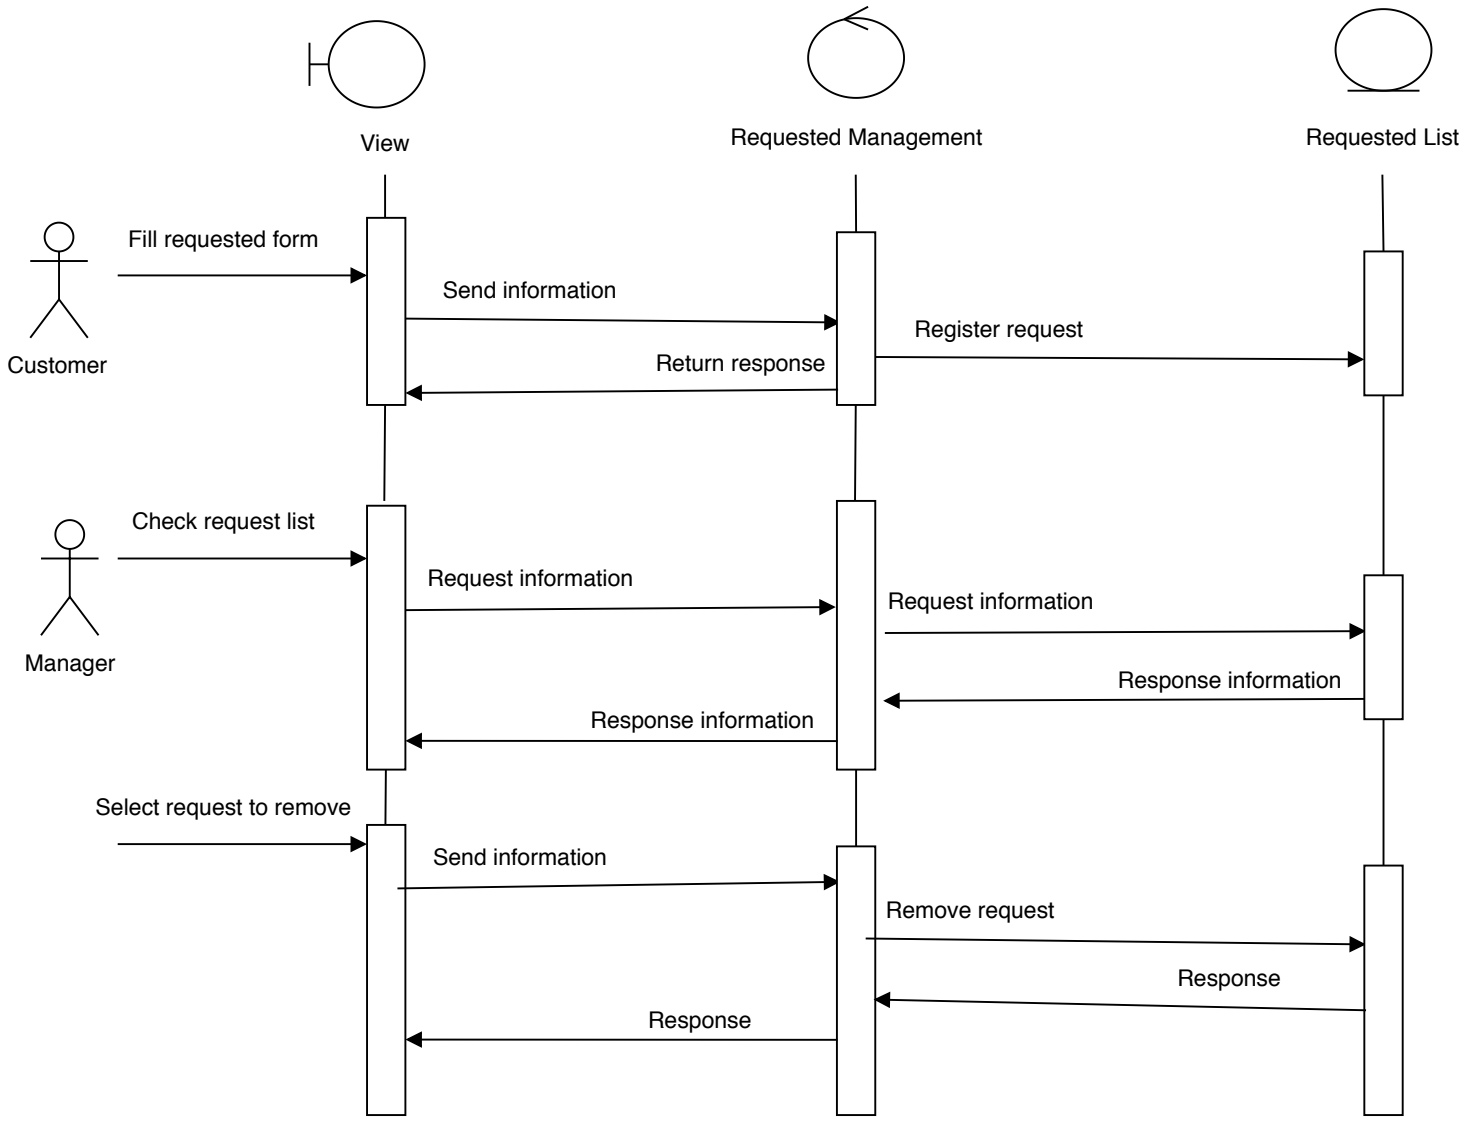 View
Requested Management
Requested List
Fill requested form
Send information
Register request
Return response
Customer
Check request list
Request information
Request information
Manager
Response information
Response information
Select request to remove
Send information
Remove request
Response
Response